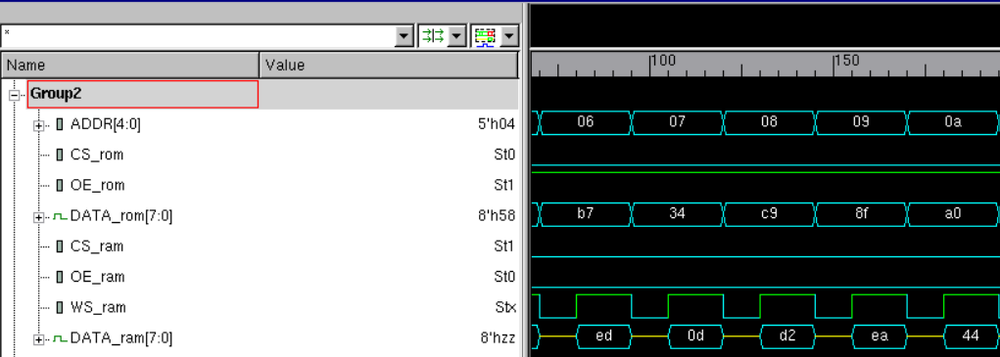 *
Name Value 100 150
Group2
ADDR[4:0] 5'h04 06 07 08 09 0a
CS_rom St0
OE_rom St1
DATA_rom[7:0] 8'h58 b7 34 c9 8f a0
CS_ram St1
OE_ram St0
WS_ram Stx
DATA_ram[7:0] 8'hzz ed 0d d2 ea 44